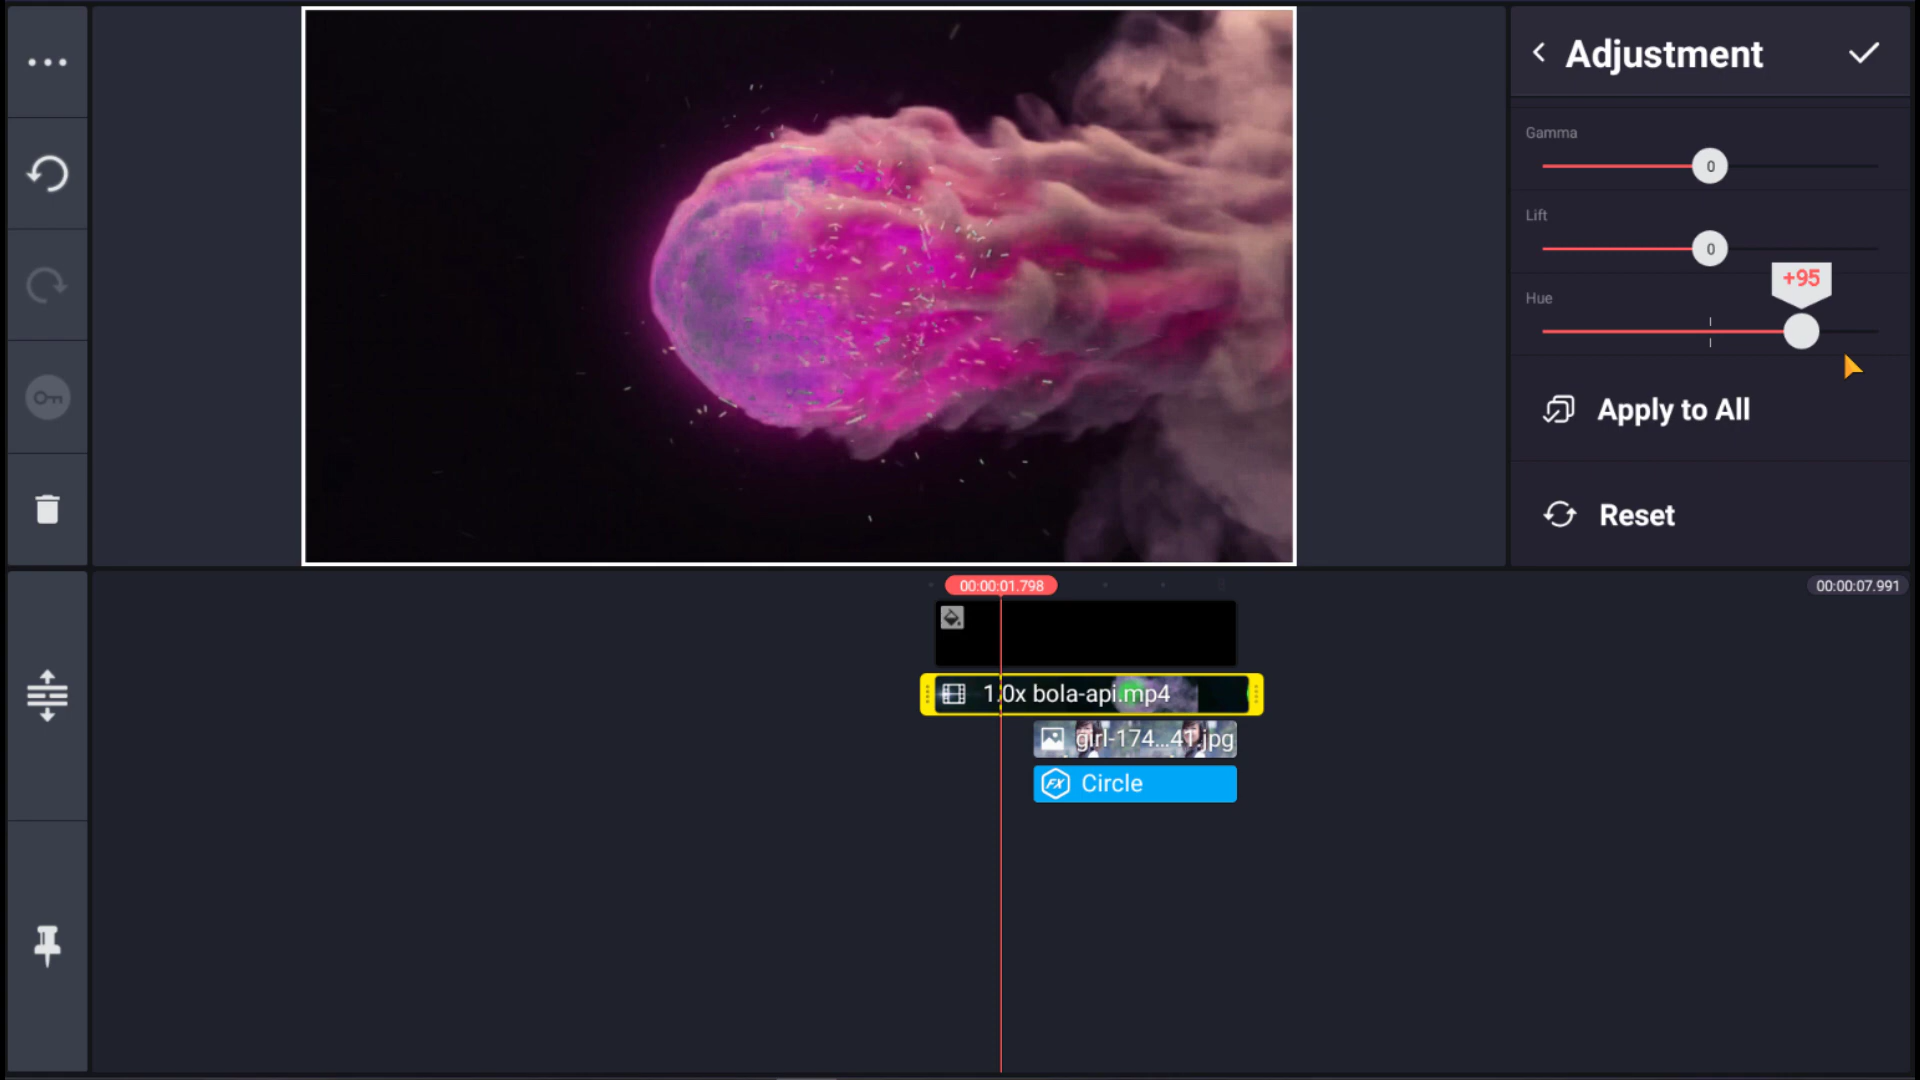 Adjustment
Gamma
0
Lift
0
+95
Hue
Apply to All
Reset
00:00:01.798
00:00:07.991
1.0x bola-api.mp4
girl-174...41.jpg
FX Circle